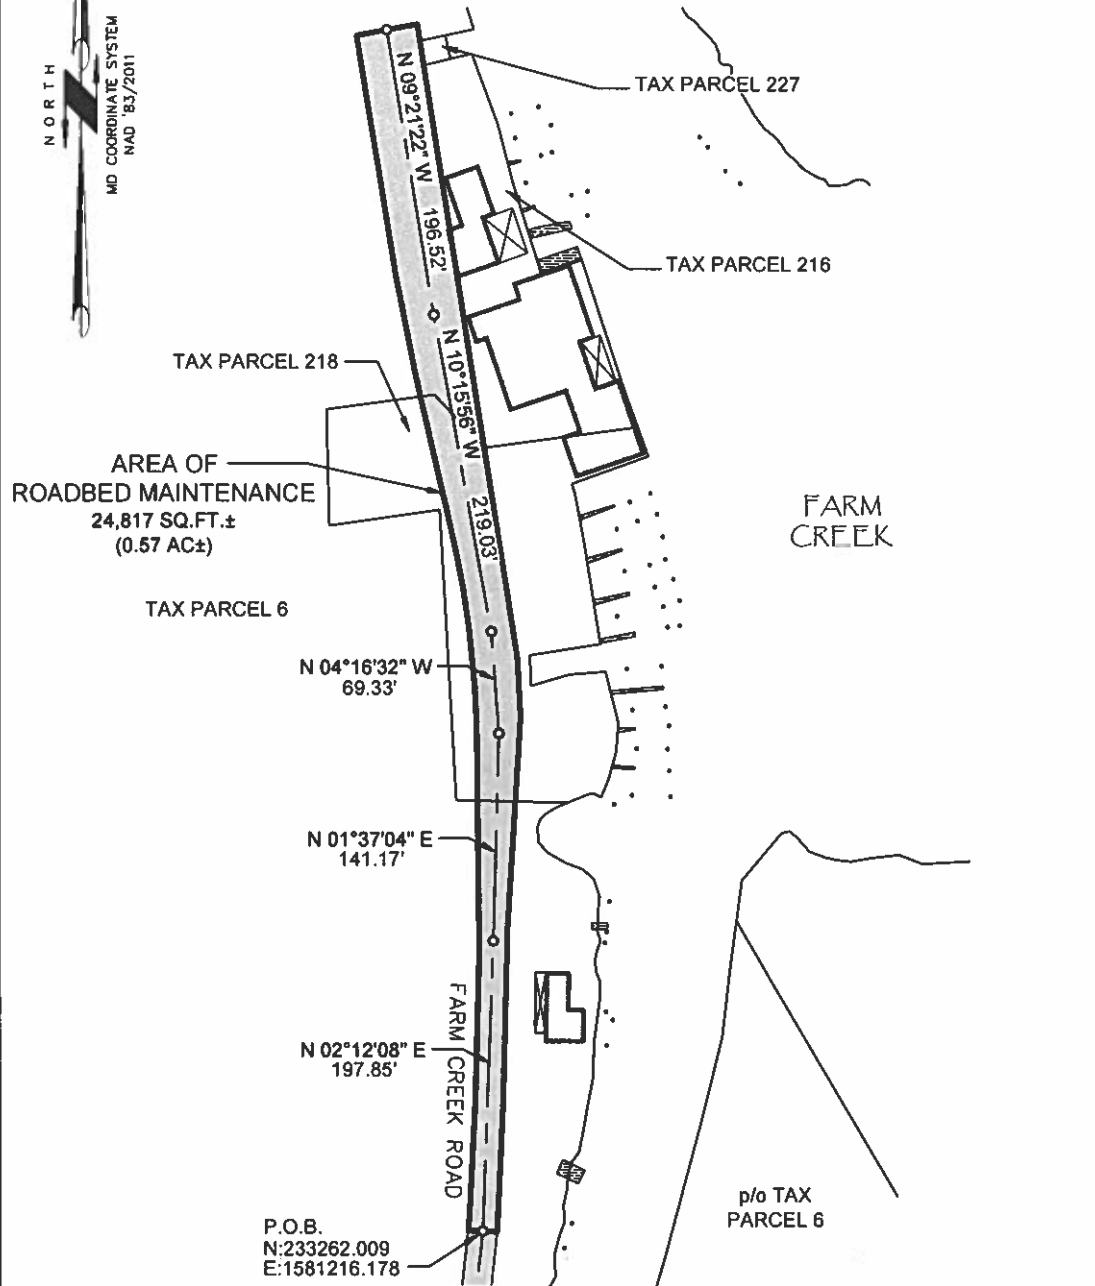 NORTH
MD COORDINATE SYSTEM
NAD '83/2011
N 09°21'22" W
196.52'
TAX PARCEL 227
TAX PARCEL 216
N 10°15'56" W
219.03'
TAX PARCEL 218
AREA OF
ROADBED MAINTENANCE
24,817 SQ.FT.±
(0.57 AC±)
FARM
CREEK
TAX PARCEL 6
N 04°16'32" W
69.33'
N 01°37'04" E
141.17'
N 02°12'08" E
197.85'
FARM CREEK ROAD
p/o TAX
PARCEL 6
P.O.B.
N:233262.009
E:1581216.178